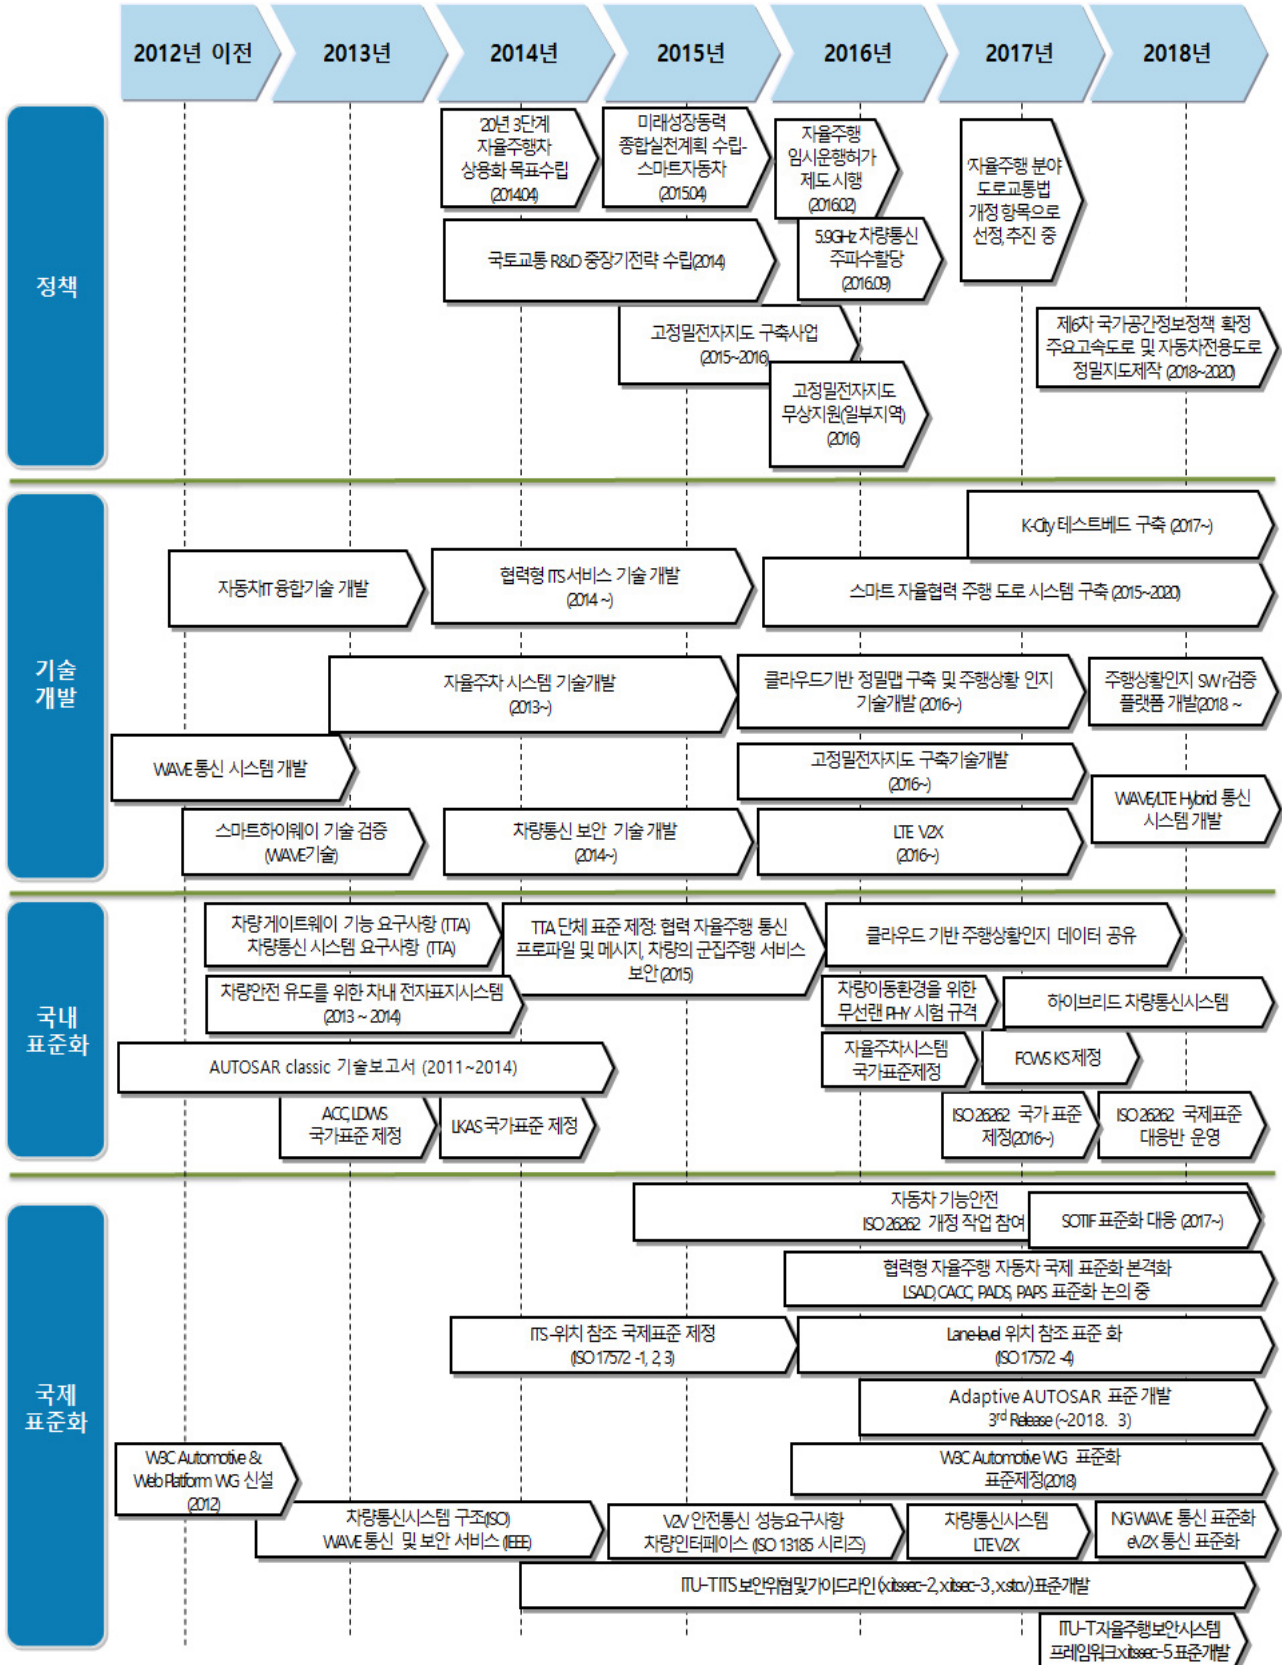 2012년 이전
2013년
2014년
2015년
2016년
2017년
2018년
정책
'20년 3단계
자율주행차
상용화 목표수립
(2014.04)
미래성장동력
종합실천계획 수립-
스마트자동차
(2015.04)
자율주행
임시운행허가
제도 시행
(2016.02)
'자율주행 분야'
도로교통법
개정 항목으로
선정, 추진 중
국토교통 R&D 중장기전략 수립(2014)
5.9GHz 차량통신
주파수할당
(2016.09)
고정밀전자지도 구축사업
(2015~2016)
제6차 국가공간정보정책 확정
주요고속도로 및 자동차전용도로
정밀지도제작 (2018~2020)
고정밀전자지도
무상지원(일부지역)
(2016)
기술
개발
K-City 테스트베드 구축 (2017~)
자동차IT융합기술 개발
협력형 ITS 서비스 기술 개발
(2014 ~)
스마트 자율협력 주행 도로 시스템 구축 (2015~2020)
자율주차 시스템 기술개발
(2013~)
클라우드기반 정밀맵 구축 및 주행상황 인지
기술개발 (2016~)
주행상황인지 SW r검증
플랫폼 개발(2018 ~
WAVE 통신 시스템 개발
고정밀전자지도 구축기술개발
(2016~)
WAVE/LTE Hybrid 통신
시스템 개발
스마트하이웨이 기술 검증
(WAVE기술)
차량통신 보안 기술 개발
(2014~)
LTE V2X
(2016~)
국내
표준화
차량게이트웨이 기능 요구사항 (TTA)
차량통신 시스템 요구사항 (TTA)
TTA 단체 표준 제정: 협력 자율주행 통신
프로파일 및 메시지, 차량의 군집주행 서비스
보안 (2015)
클라우드 기반 주행상황인지 데이터 공유
차량안전 유도를 위한 차내 전자표지시스템
(2013 ~ 2014)
차량이동환경을 위한
무선랜 PHY 시험 규격
하이브리드 차량통신시스템
AUTOSAR classic 기술보고서 (2011~2014)
자율주차시스템
국가표준제정
FCWS KS 제정
ACC, LDWS
국가표준 제정
LKAS 국가표준 제정
ISO 26262 국가 표준
제정(2016~)
ISO 26262 국제표준
대응반 운영
국제
표준화
자동차 기능안전
ISO 26262 개정 작업 참여
SOTIF 표준화 대응 (2017~)
협력형 자율주행 자동차 국제 표준화 본격화
LSAD, CACC, PADS, PAPS 표준화 논의 중
ITS-위치 참조 국제표준 제정
(ISO 17572 -1, 2, 3)
Lane-level 위치 참조 표준 화
(ISO 17572 -4)
Adaptive AUTOSAR 표준 개발
3rd Release (~2018. 3)
W3C Automotive &
Web Platform WG 신설
(2012)
W3C Automotive WG 표준화
표준제정(2018)
차량통신시스템 구조(ISO)
WAVE 통신 및 보안 서비스 (IEEE)
V2V 안전통신 성능요구사항
차량인터페이스 (ISO 13185 시리즈)
차량통신시스템
LTE V2X
NG WAVE 통신 표준화
eV2X 통신 표준화
ITU-T ITS 보안위협 및 가이드라인 (x.itssec-2, x.itsec-3, x.stcv) 표준개발
ITU-T 자율주행보안시스템
프레임워크 x.itssec-5 표준개발